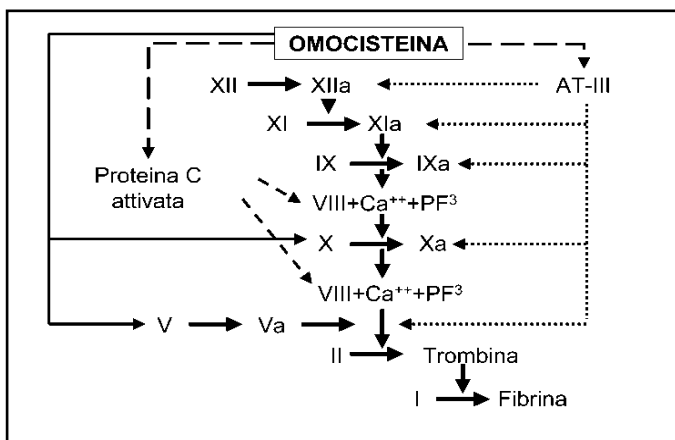 OMOCISTEINA
XII XIIa AT-III
XI XIa
IX IXa
Proteina C
attivata
VIII+Ca⁺⁺+PF³
X Xa
VIII+Ca⁺⁺+PF³
V Va
II Trombina
I Fibrina